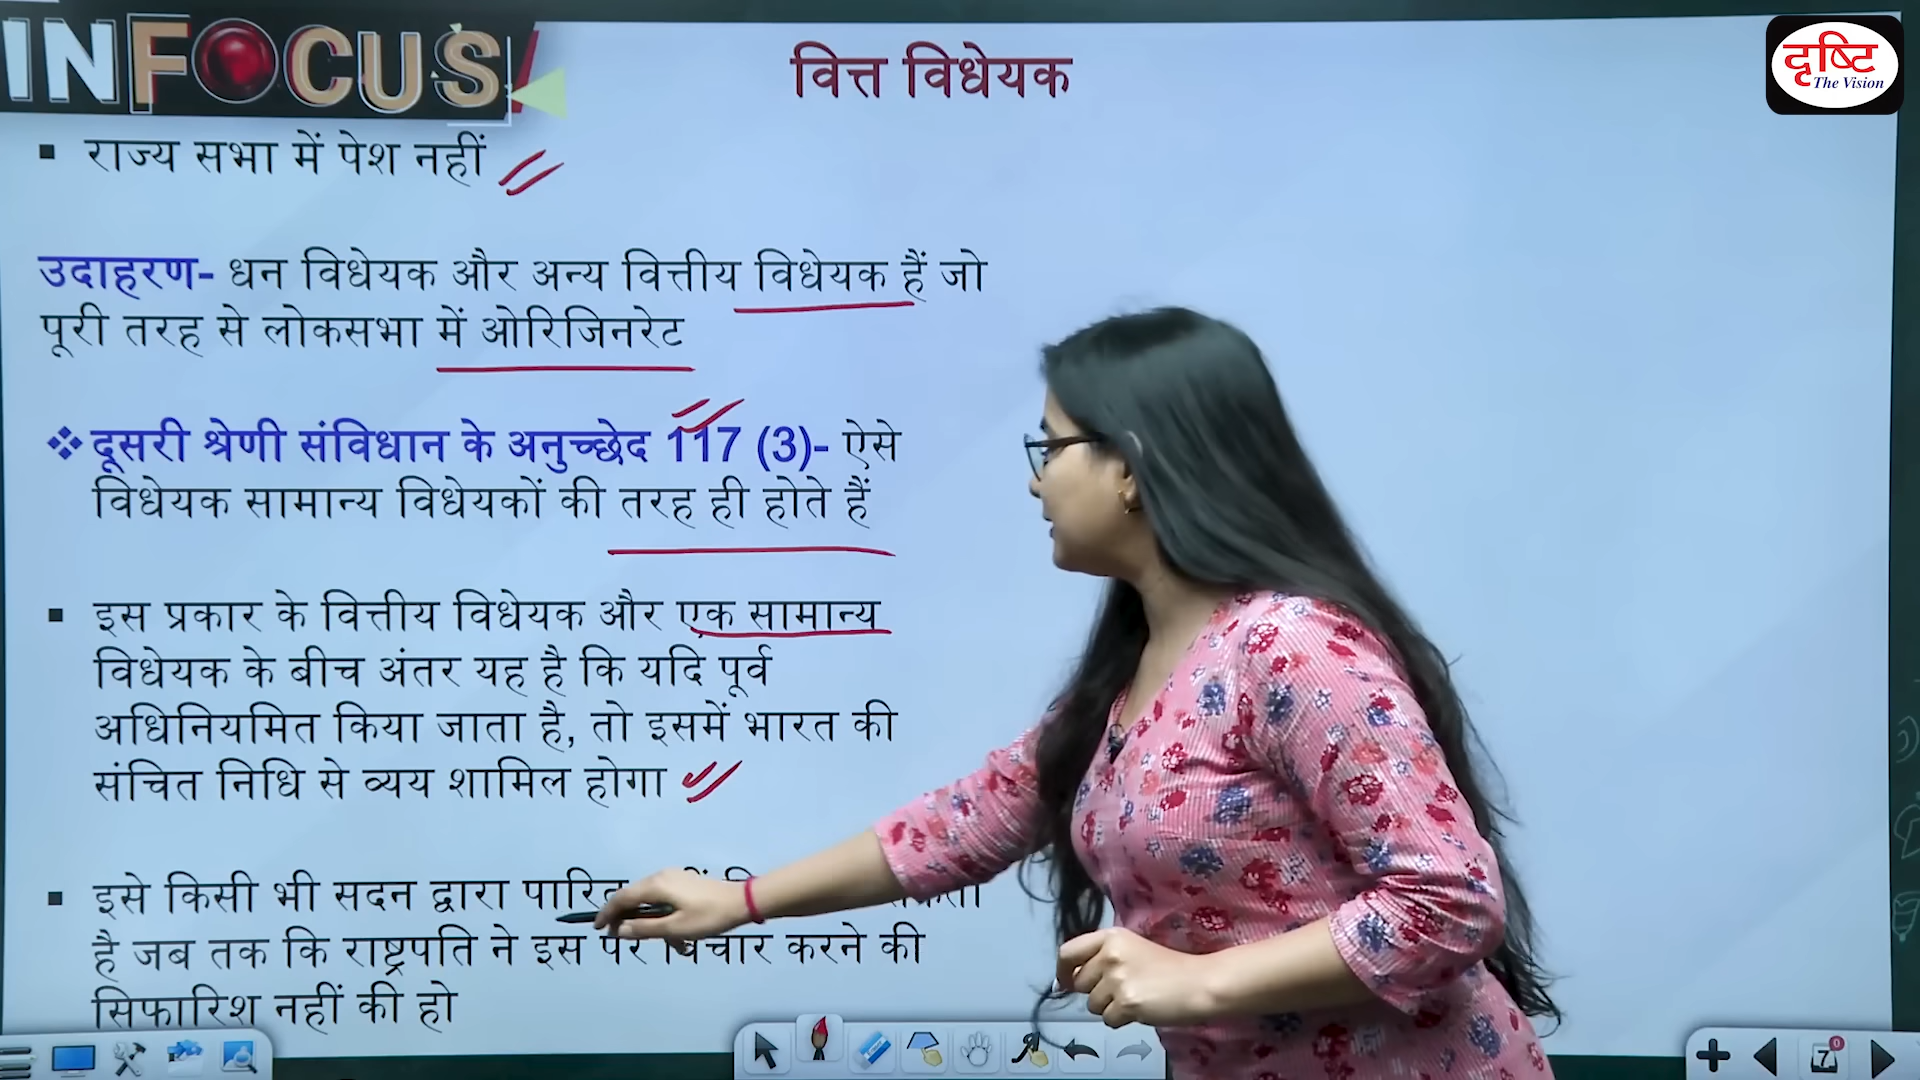 INFOCUS
वित्त विधेयक
दृष्टि
The Vision
▪ राज्य सभा में पेश नहीं
उदाहरण- धन विधेयक और अन्य वित्तीय विधेयक हैं जो
पूरी तरह से लोकसभा में ओरिजिनरेट
❖ दूसरी श्रेणी संविधान के अनुच्छेद 117 (3)- ऐसे
विधेयक सामान्य विधेयकों की तरह ही होते हैं
▪ इस प्रकार के वित्तीय विधेयक और एक सामान्य
विधेयक के बीच अंतर यह है कि यदि पूर्व
अधिनियमित किया जाता है, तो इसमें भारत की
संचित निधि से व्यय शामिल होगा
▪ इसे किसी भी सदन द्वारा पारित
है जब तक कि राष्ट्रपति ने इस पर विचार करने की
सिफारिश नहीं की हो
7
0